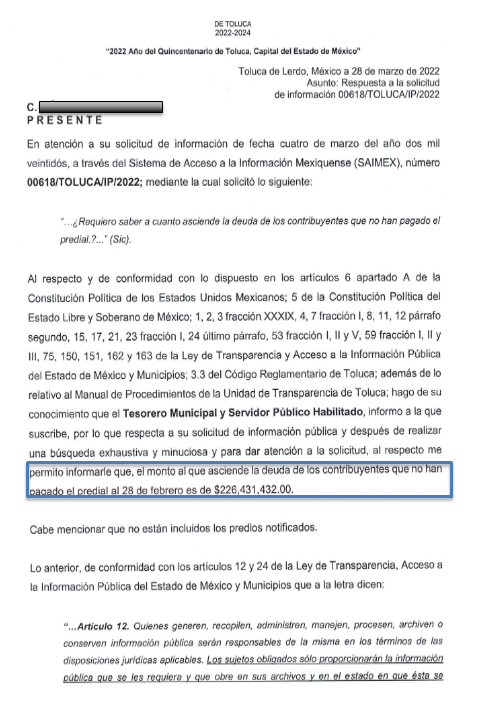 DE TOLUCA
2022-2024
"2022 Año del Quincentenario de Toluca, Capital del Estado de México"
Toluca de Lerdo, México a 28 de marzo de 2022
Asunto: Respuesta a la solicitud
de información 00618/TOLUCA/IP/2022
C.
P R E S E N T E
En atención a su solicitud de información de fecha cuatro de marzo del año dos mil
veintidós, a través del Sistema de Acceso a la Información Mexiquense (SAIMEX), número
00618/TOLUCA/IP/2022; mediante la cual solicitó lo siguiente:
"...¿Requiero saber a cuanto asciende la deuda de los contribuyentes que no han pagado el
predial.?..." (Sic).
Al respecto y de conformidad con lo dispuesto en los artículos 6 apartado A de la
Constitución Política de los Estados Unidos Mexicanos; 5 de la Constitución Política del
Estado Libre y Soberano de México; 1, 2, 3 fracción XXXIX, 4, 7 fracción I, 8, 11, 12 párrafo
segundo, 15, 17, 21, 23 fracción I, 24 último párrafo, 53 fracción I, II y V, 59 fracción I, II y
III, 75, 150, 151, 162 y 163 de la Ley de Transparencia y Acceso a la Información Pública
del Estado de México y Municipios; 3.3 del Código Reglamentario de Toluca; además de lo
relativo al Manual de Procedimientos de la Unidad de Transparencia de Toluca; hago de su
conocimiento que el Tesorero Municipal y Servidor Público Habilitado, informo a la que
suscribe, por lo que respecta a su solicitud de información pública y después de realizar
una búsqueda exhaustiva y minuciosa y para dar atención a la solicitud, al respecto me
permito informarle que, el monto al que asciende la deuda de los contribuyentes que no han
pagado el predial al 28 de febrero es de $226,431,432.00.
Cabe mencionar que no están incluidos los predios notificados.
Lo anterior, de conformidad con los artículos 12 y 24 de la Ley de Transparencia, Acceso a
la Información Pública del Estado de México y Municipios que a la letra dicen:
"...Artículo 12. Quienes generen, recopilen, administren, manejen, procesen, archiven o
conserven información pública serán responsables de la misma en los términos de las
disposiciones jurídicas aplicables. Los sujetos obligados sólo proporcionarán la información
pública que se les requiera y que obre en sus archivos y en el estado en que ésta se